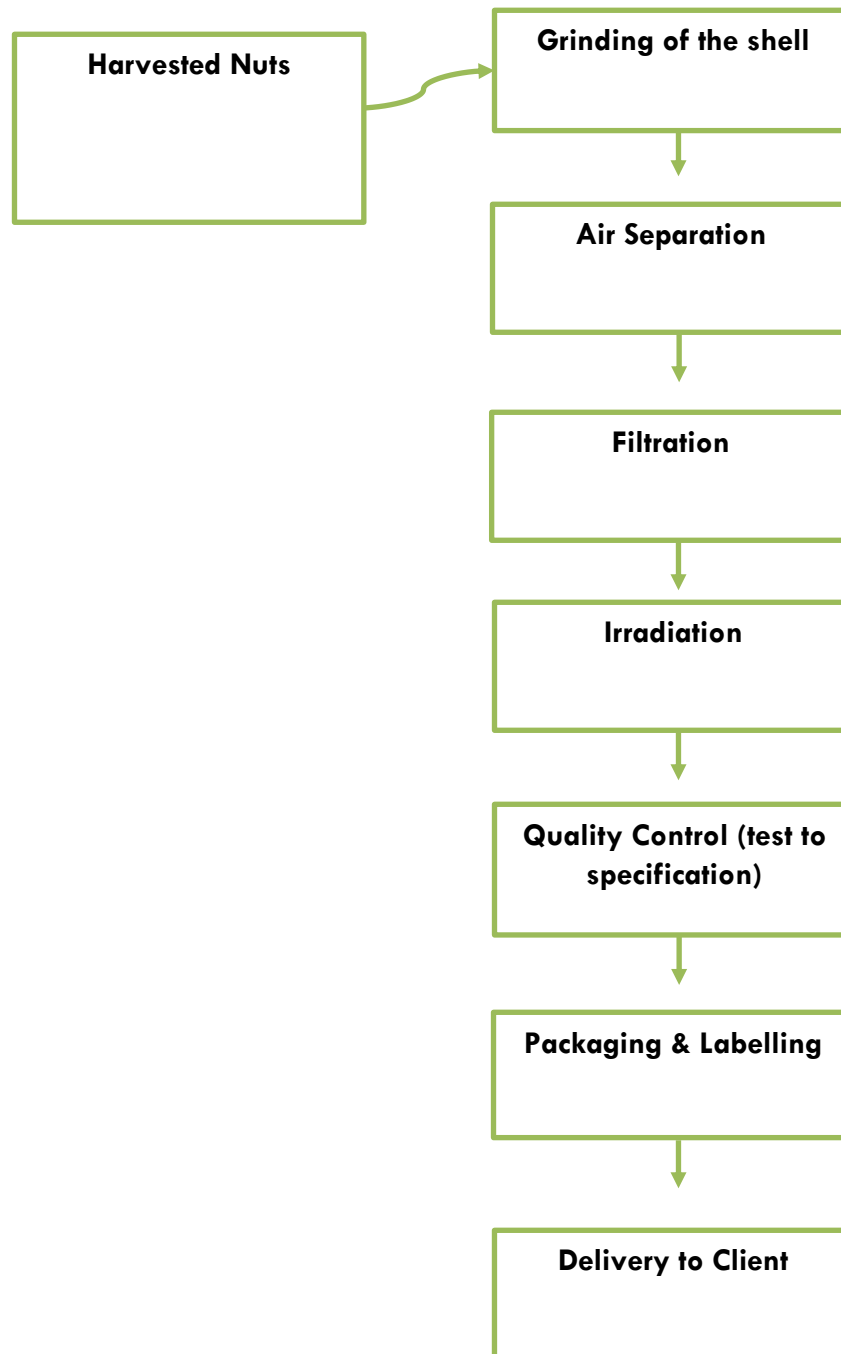 Harvested Nuts
Grinding of the shell
Air Separation
Filtration
Irradiation
Quality Control (test to
specification)
Packaging & Labelling
Delivery to Client